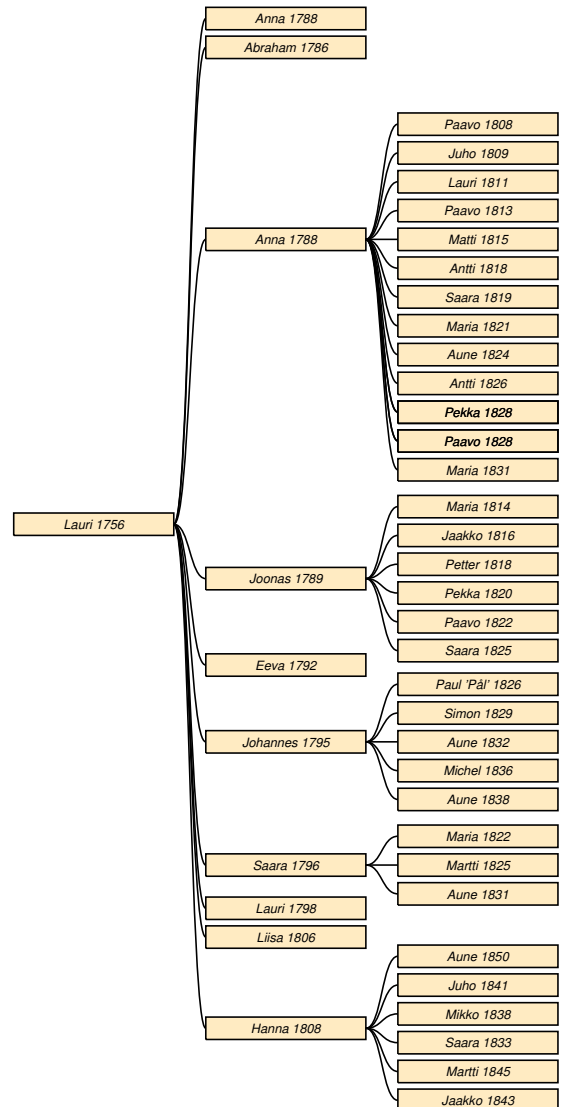 Anna 1788
Abraham 1786
Paavo 1808
Juho 1809
Lauri 1811
Paavo 1813
Anna 1788
Matti 1815
Antti 1818
Saara 1819
Maria 1821
Aune 1824
Antti 1826
Pekka 1828
Paavo 1828
Maria 1831
Lauri 1756
Maria 1814
Jaakko 1816
Petter 1818
Joonas 1789
Pekka 1820
Paavo 1822
Saara 1825
Eeva 1792
Paul 'Pål' 1826
Simon 1829
Johannes 1795
Aune 1832
Michel 1836
Aune 1838
Maria 1822
Saara 1796
Martti 1825
Aune 1831
Lauri 1798
Liisa 1806
Aune 1850
Juho 1841
Mikko 1838
Hanna 1808
Saara 1833
Martti 1845
Jaakko 1843